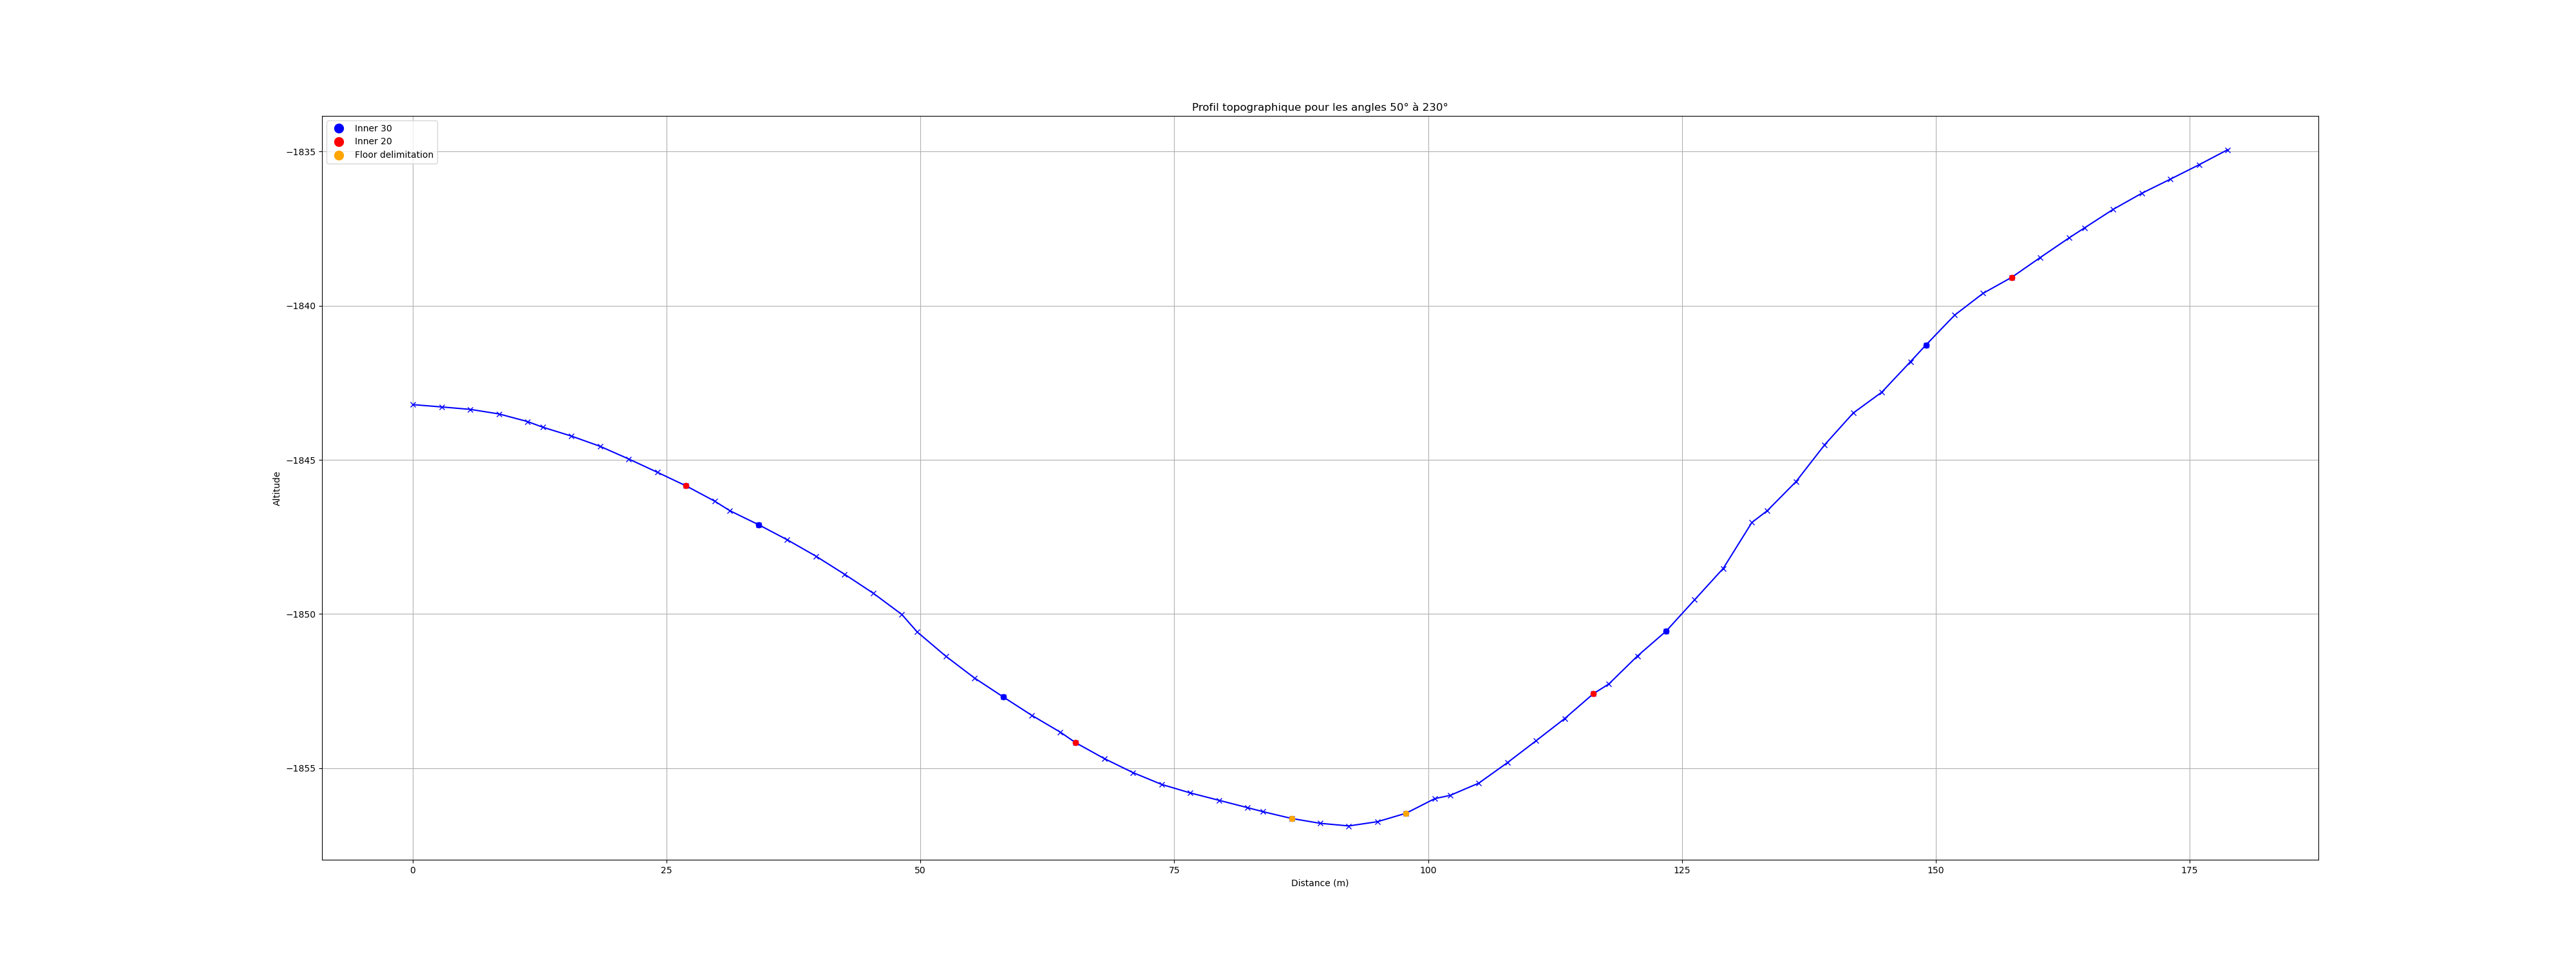 Profil topographique pour les angles 50° à 230°
Inner 30
Inner 20
Floor delimitation
−1835
−1840
−1845
−1850
−1855
Altitude
0 25 50 75 100 125 150 175
Distance (m)